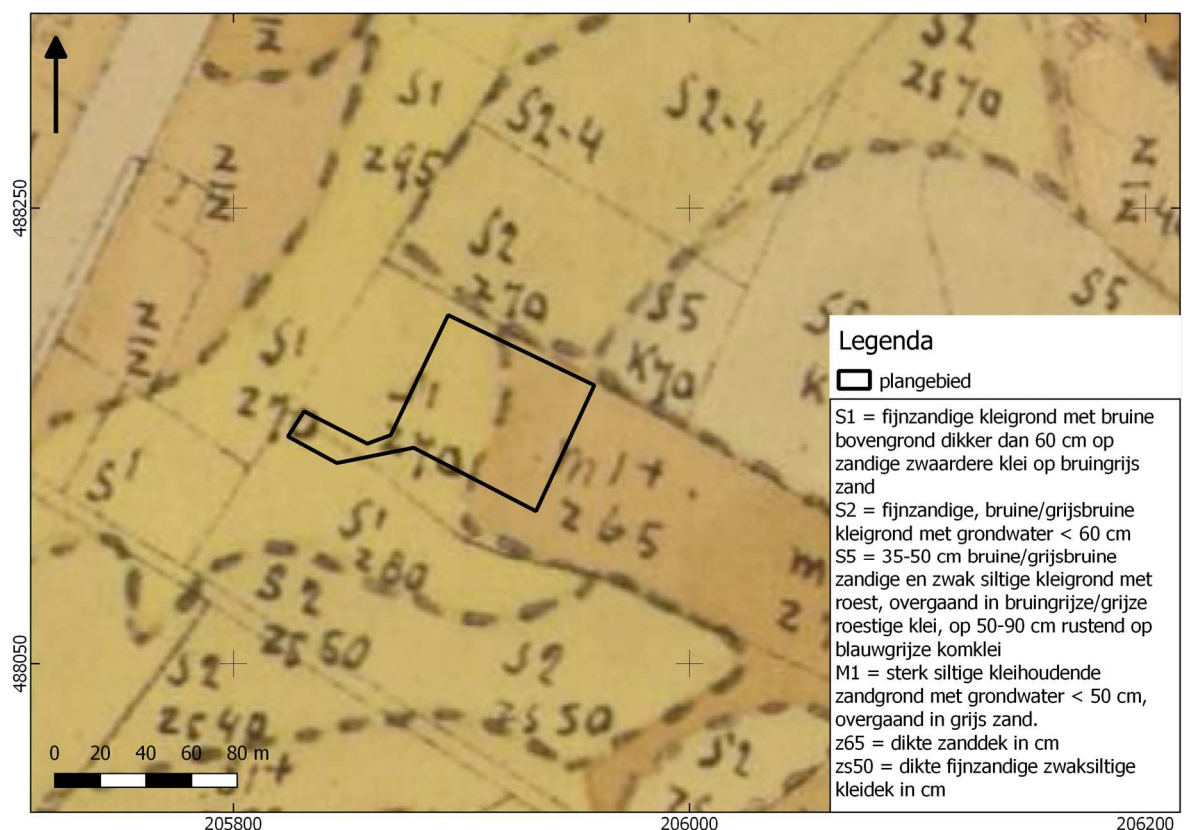 S1
S2-4
S2-4
S2
zs70
z95
z
z
z
z
488250
S2
z70
S5
K70
S5
z
z
S1
z70
S1
z70
m1+.
z65
S1
S1
z80
S2
zs60
S2
zs50
S2
zs40
S2
m
488050
0 20 40 60 80 m
205800
206000
206200
Legenda
plangebied
S1 = fijnzandige kleigrond met bruine
bovengrond dikker dan 60 cm op
zandige zwaardere klei op bruingrijs
zand
S2 = fijnzandige, bruine/grijsbruine
kleigrond met grondwater < 60 cm
S5 = 35-50 cm bruine/grijsbruine
zandige en zwak siltige kleigrond met
roest, overgaand in bruingrijze/grijze
roestige klei, op 50-90 cm rustend op
blauwgrijze komklei
M1 = sterk siltige kleihoudende
zandgrond met grondwater < 50 cm,
overgaand in grijs zand.
z65 = dikte zanddek in cm
zs50 = dikte fijnzandige zwaksiltige
kleidek in cm